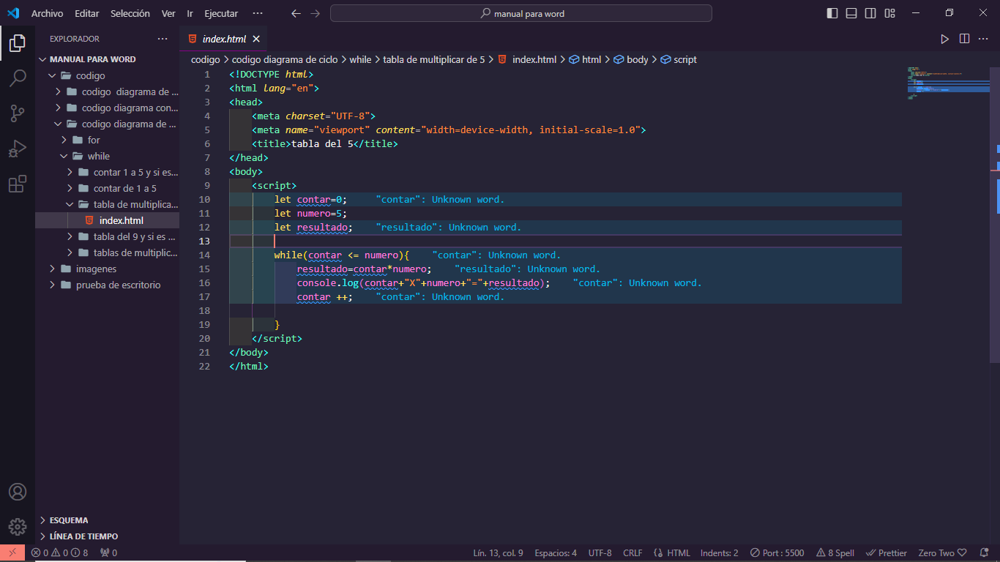 Archivo Editar Selección Ver Ir Ejecutar ··· manual para word
EXPLORADOR ···
MANUAL PARA WORD
codigo
codigo diagrama de ...
codigo diagrama con...
codigo diagrama de ...
for
while
contar 1 a 5 y si es...
contar de 1 a 5
tabla de multiplica...
index.html
tabla del 9 y si es ...
tablas de multiplic...
imagenes
prueba de escritorio
ESQUEMA
LÍNEA DE TIEMPO
index.html
codigo > codigo diagrama de ciclo > while > tabla de multiplicar de 5 > index.html > html > body > script
1 <!DOCTYPE html>
2 <html lang="en">
3 <head>
4 <meta charset="UTF-8">
5 <meta name="viewport" content="width=device-width, initial-scale=1.0">
6 <title>tabla del 5</title>
7 </head>
8 <body>
9 <script>
10 let contar=0; "contar": Unknown word.
11 let numero=5;
12 let resultado; "resultado": Unknown word.
13
14 while(contar <= numero){ "contar": Unknown word.
15 resultado=contar*numero; "resultado": Unknown word.
16 console.log(contar+"X"+numero+"="+resultado); "contar": Unknown word.
17 contar ++; "contar": Unknown word.
18
19 }
20 </script>
21 </body>
22 </html>
0 0 8 0 Lín. 13, col. 9 Espacios: 4 UTF-8 CRLF HTML Indents: 2 Port : 5500 8 Spell Prettier Zero Two